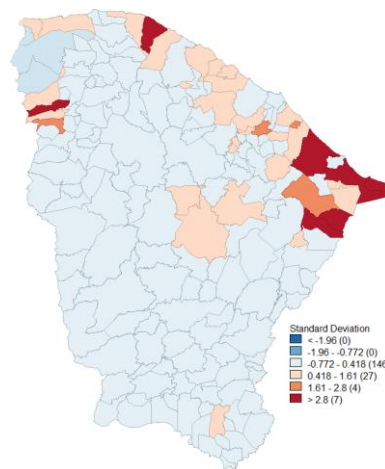 Standard Deviation
< -1.96 (0)
-1.96 - -0.772 (0)
-0.772 - 0.418 (146
0.418 - 1.61 (27)
1.61 - 2.8 (4)
> 2.8 (7)